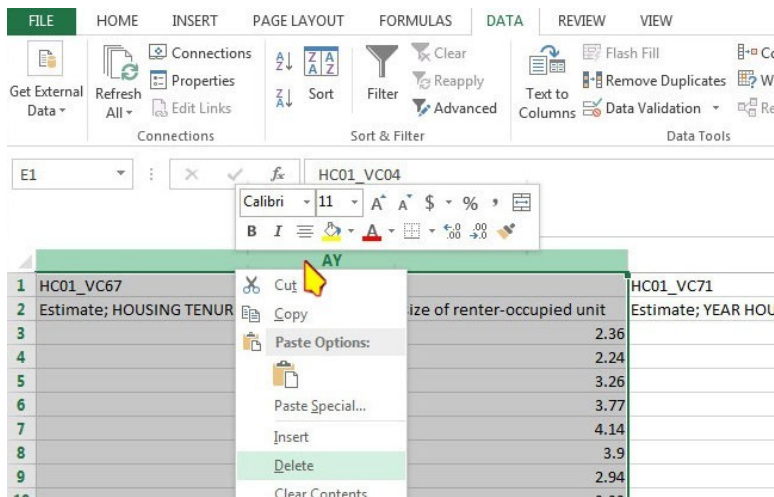 FILE HOME INSERT PAGE LAYOUT FORMULAS DATA REVIEW VIEW
Get External Data
Refresh All
Connections
Properties
Edit Links
Connections
Sort
Filter
Clear
Reapply
Advanced
Sort & Filter
Text to Columns
Flash Fill
Remove Duplicates
Data Validation
Data Tools
E1 fx HC01_VC04
Calibri 11 A A $ % ,
B I A .00 .00
AY
1 HC01_VC67 HC01_VC71
2 Estimate; HOUSING TENUR size of renter-occupied unit Estimate; YEAR HOU
3 2.36
4 2.24
5 3.26
6 3.77
7 4.14
8 3.9
9 2.94
Cut
Copy
Paste Options:
Paste Special...
Insert
Delete
Clear Contents